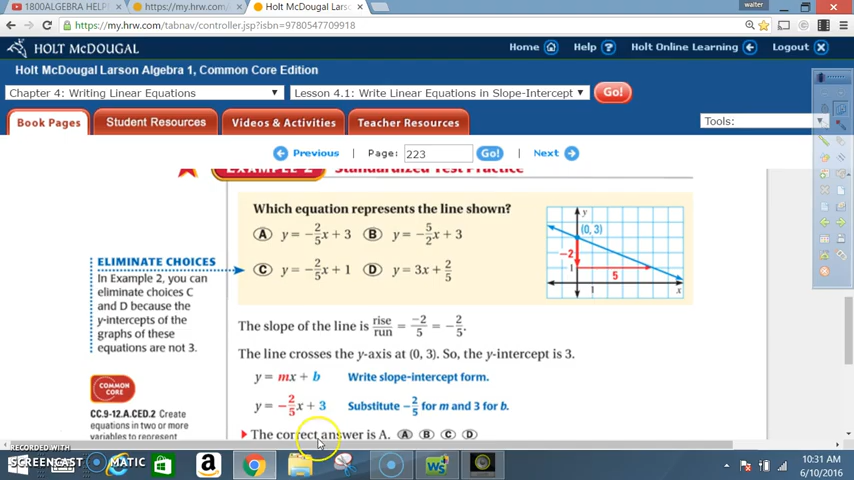 1800ALGEBRA HELP
https://my.hrw.com/tabnav/
Holt McDougal Lars
walter
https://my.hrw.com/tabnav/controller.jsp?isbn=9780547709918
HOLT MCDOUGAL
Home
Help ?
Holt Online Learning
Logout
Holt McDougal Larson Algebra 1, Common Core Edition
Chapter 4: Writing Linear Equations
Lesson 4.1: Write Linear Equations in Slope-Intercept
Go!
Book Pages
Student Resources
Videos & Activities
Teacher Resources
Tools:
Previous | Page: 223 Go! | Next
EXAMPLE 2 Standardized Test Practice
Which equation represents the line shown?
A y = -2/5x + 3 B y = -5/2x + 3
C y = -2/5x + 1 D y = 3x + 2/5
y
(0, 3)
-2
1
5
1
x
ELIMINATE CHOICES
In Example 2, you can
eliminate choices C
and D because the
y-intercepts of the
graphs of these
equations are not 3.
The slope of the line is rise/run = -2/5 = -2/5.
The line crosses the y-axis at (0, 3). So, the y-intercept is 3.
y = mx + b Write slope-intercept form.
y = -2/5x + 3 Substitute -2/5 for m and 3 for b.
The correct answer is A. A B C D
COMMON
CORE
CC.9-12.A.CED.2 Create
equations in two or more
variables to represent
RECORDED WITH
SCREENCAST MATIC
10:31 AM
6/10/2016